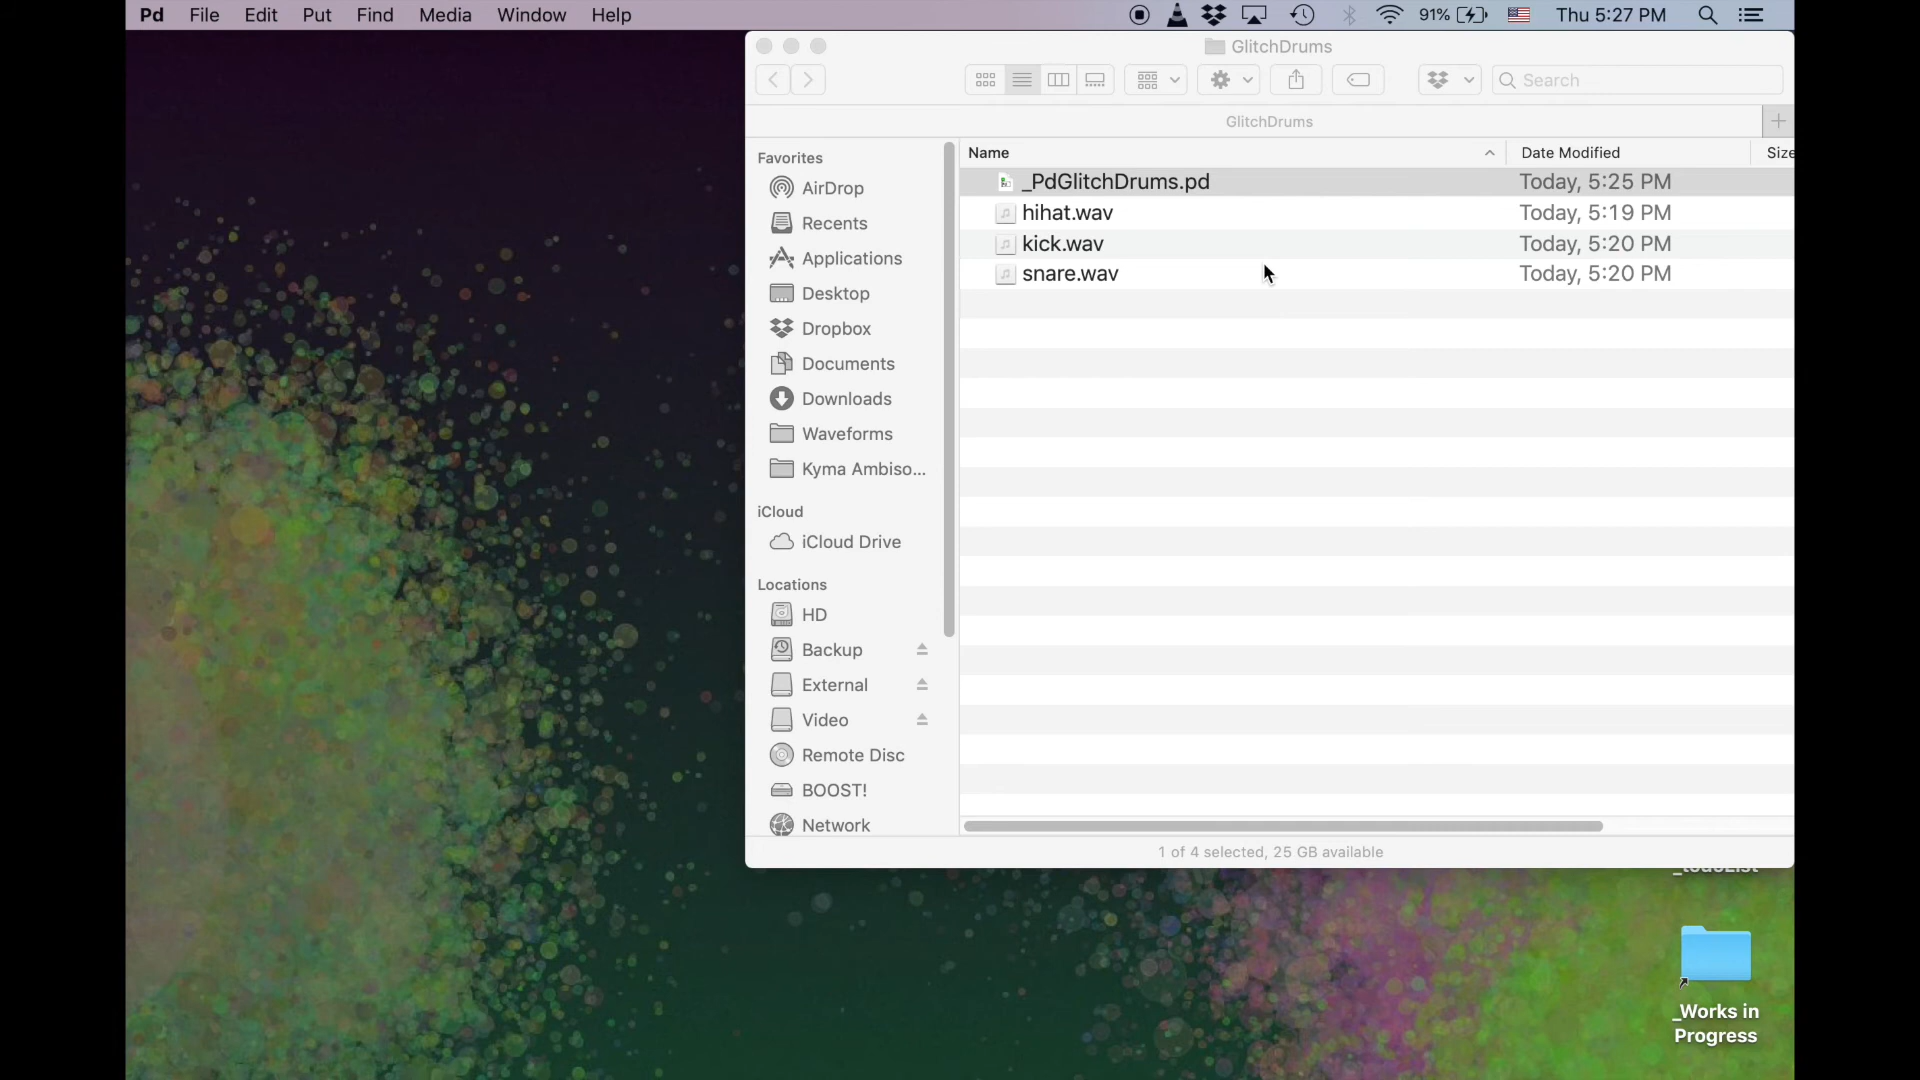 Pd File Edit Put Find Media Window Help 91% Thu 5:27 PM
GlitchDrums
Search
GlitchDrums
Name Date Modified Size
_PdGlitchDrums.pd Today, 5:25 PM
hihat.wav Today, 5:19 PM
kick.wav Today, 5:20 PM
snare.wav Today, 5:20 PM
Favorites
AirDrop
Recents
Applications
Desktop
Dropbox
Documents
Downloads
Waveforms
Kyma Ambiso...
iCloud
iCloud Drive
Locations
HD
Backup
External
Video
Remote Disc
BOOST!
Network
1 of 4 selected, 25 GB available
_todoList
_Works in
Progress